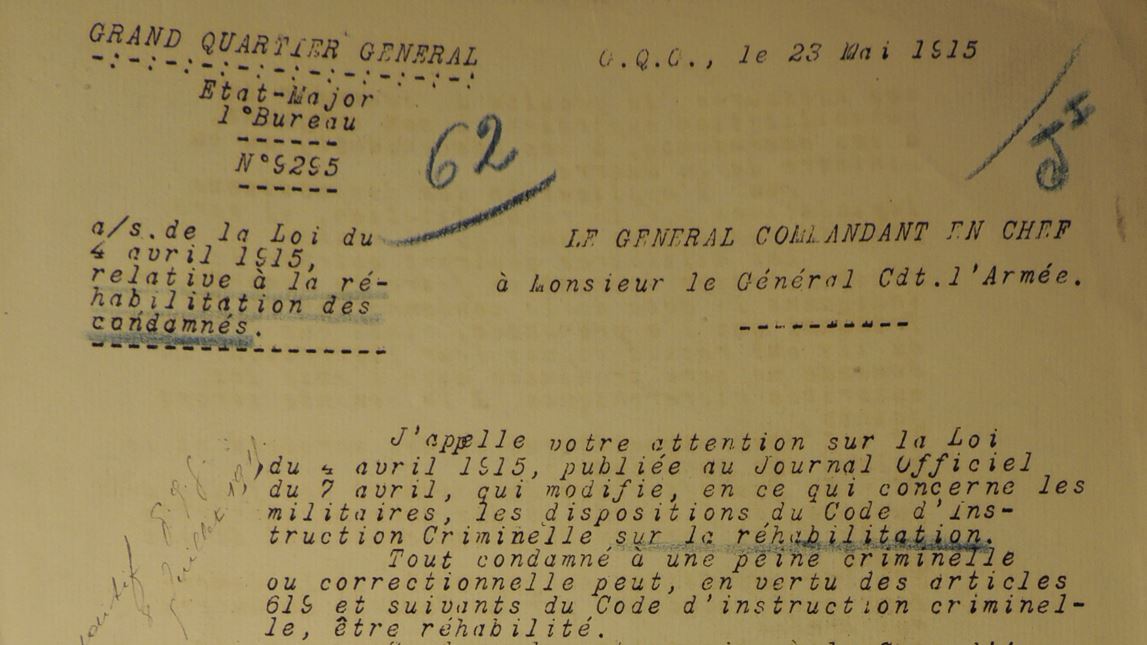 GRAND QUARTIER GENERAL
G.Q.G., le 23 Mai 1915
-.-.-.-.-.-.-.-.-.-.-.-
Etat-Major
1°Bureau
------
N°9295
------
62
a/s.de la Loi du
4 avril 1915,
relative à la ré-
habilitation des
condamnés.
-----------------
LE GENERAL COMMANDANT EN CHEF
à Monsieur le Général Cdt.l'Armée.
----------
J'appelle votre attention sur la Loi
du 4 avril 1915, publiée au Journal Officiel
du 7 avril, qui modifie, en ce qui concerne les
militaires, les dispositions du Code d'Ins-
truction Criminelle sur la réhabilitation.
Tout condamné à une peine criminelle
ou correctionnelle peut, en vertu des articles
619 et suivants du Code d'instruction criminel-
le, être réhabilité.